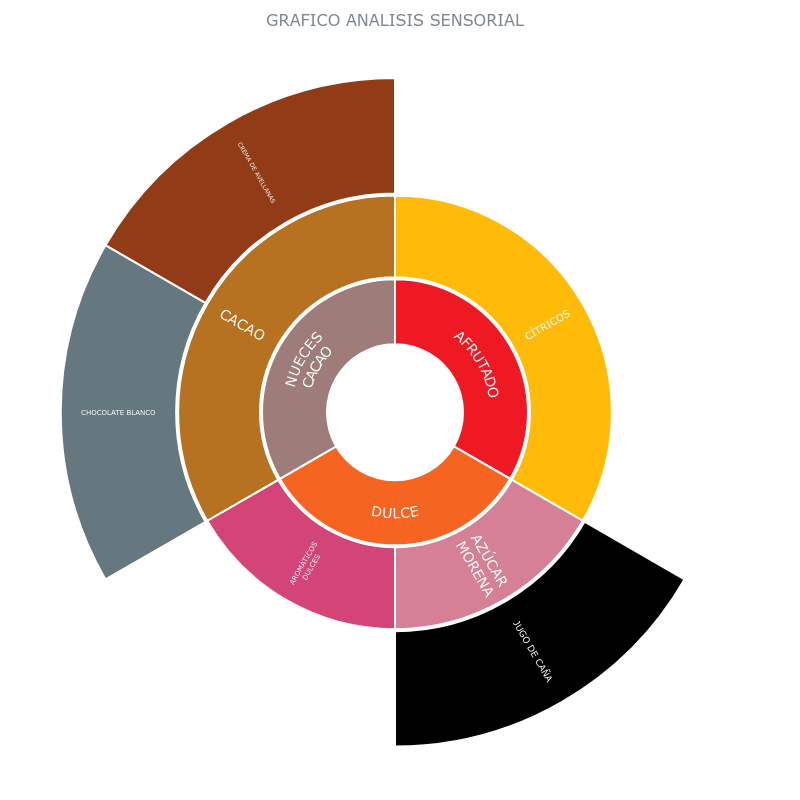 GRAFICO ANALISIS SENSORIAL
CREMA DE AVELLANAS
CACAO
NUECES
CACAO
AFRUTADO
CÍTRICOS
CHOCOLATE BLANCO
DULCE
AROMÁTICOS
DULCES
AZÚCAR
MORENA
JUGO DE CAÑA